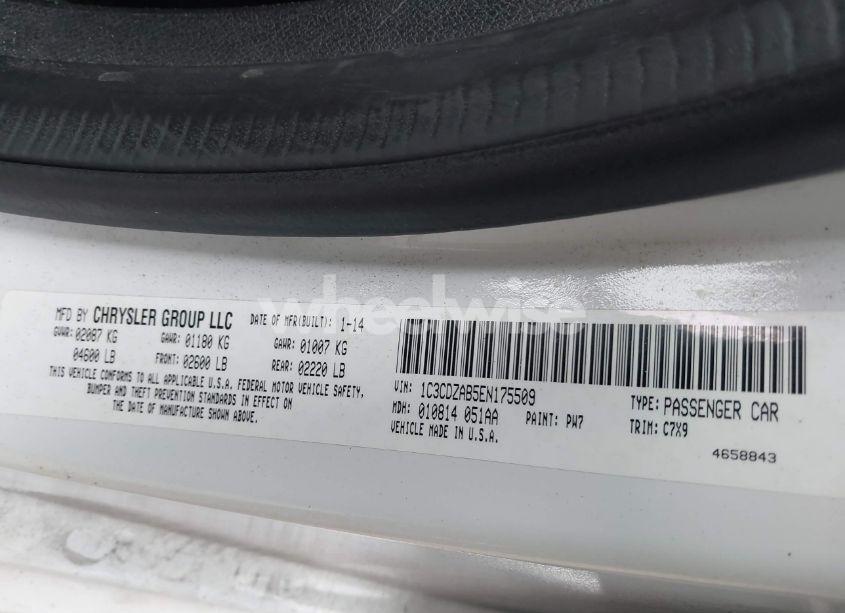 MFD BY CHRYSLER GROUP LLC DATE OF MFR(BUILT): 1-14
GVWR: 02087 KG GAWR: 01180 KG GAWR: 01007 KG
04600 LB FRONT: 02600 LB REAR: 02220 LB
THIS VEHICLE CONFORMS TO ALL APPLICABLE U.S.A. FEDERAL MOTOR VEHICLE SAFETY,
BUMPER AND THEFT PREVENTION STANDARDS IN EFFECT ON
THE DATE OF MANUFACTURE SHOWN ABOVE.
VIN: 1C3CDZAB5EN175509 TYPE: PASSENGER CAR
MDH: 010814 051AA PAINT: PW7 TRIM: C7X9
VEHICLE MADE IN U.S.A.
4658843
wheelwise